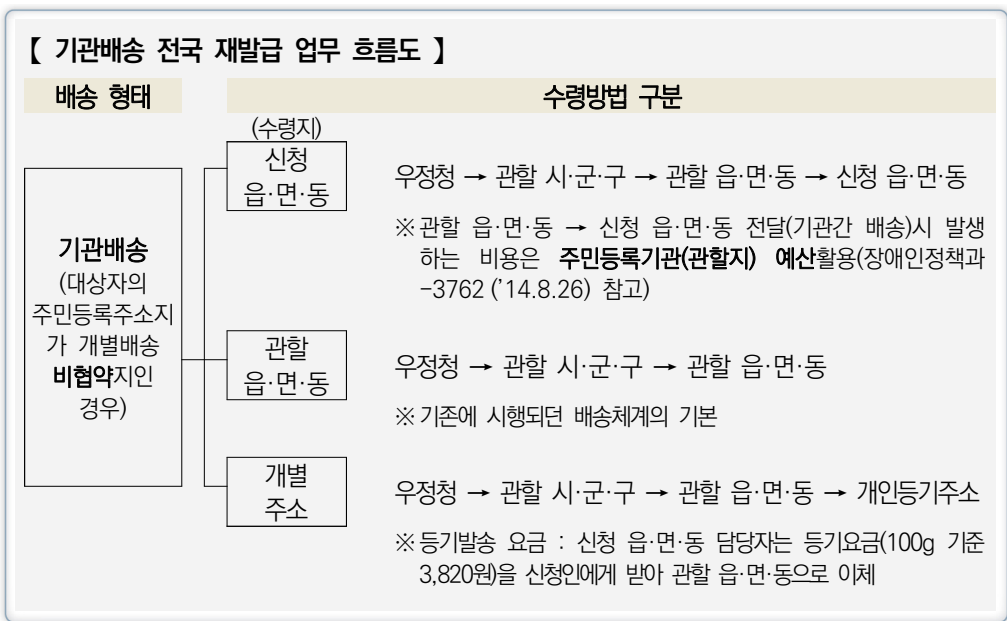 【 기관배송 전국 재발급 업무 흐름도 】
배송 형태
수령방법 구분
기관배송
(대상자의
주민등록주소지
가 개별배송
비협약지인
경우)
(수령지)
신청
읍·면·동
우정청 → 관할 시·군·구 → 관할 읍·면·동 → 신청 읍·면·동
※ 관할 읍·면·동 → 신청 읍·면·동 전달(기관간 배송)시 발생
하는 비용은 주민등록기관(관할지) 예산활용(장애인정책과
-3762 ('14.8.26) 참고)
관할
읍·면·동
우정청 → 관할 시·군·구 → 관할 읍·면·동
※ 기존에 시행되던 배송체계의 기본
개별
주소
우정청 → 관할 시·군·구 → 관할 읍·면·동 → 개인등기주소
※ 등기발송 요금 : 신청 읍·면·동 담당자는 등기요금(100g 기준
3,820원)을 신청인에게 받아 관할 읍·면·동으로 이체